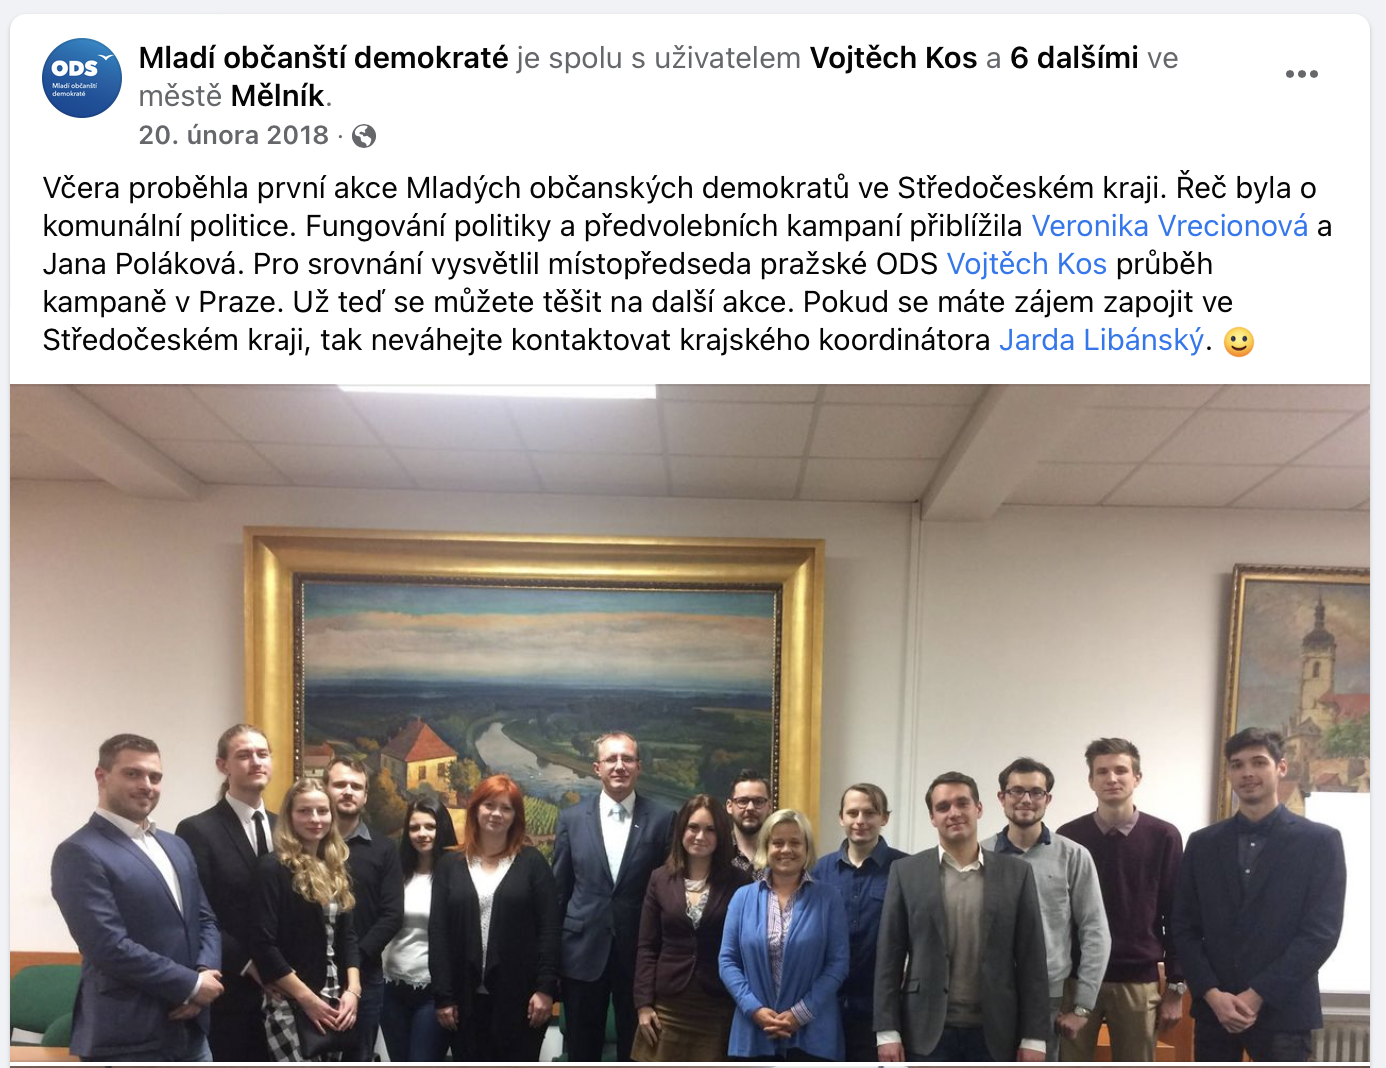 ODS
Mladí občanští
demokraté
Mladí občanští demokraté je spolu s uživatelem Vojtěch Kos a 6 dalšími ve
městě Mělník.
20. února 2018 ·
Včera proběhla první akce Mladých občanských demokratů ve Středočeském kraji. Řeč byla o
komunální politice. Fungování politiky a předvolebních kampaní přiblížila Veronika Vrecionová a
Jana Poláková. Pro srovnání vysvětlil místopředseda pražské ODS Vojtěch Kos průběh
kampaně v Praze. Už teď se můžete těšit na další akce. Pokud se máte zájem zapojit ve
Středočeském kraji, tak neváhejte kontaktovat krajského koordinátora Jarda Libánský. 🙂